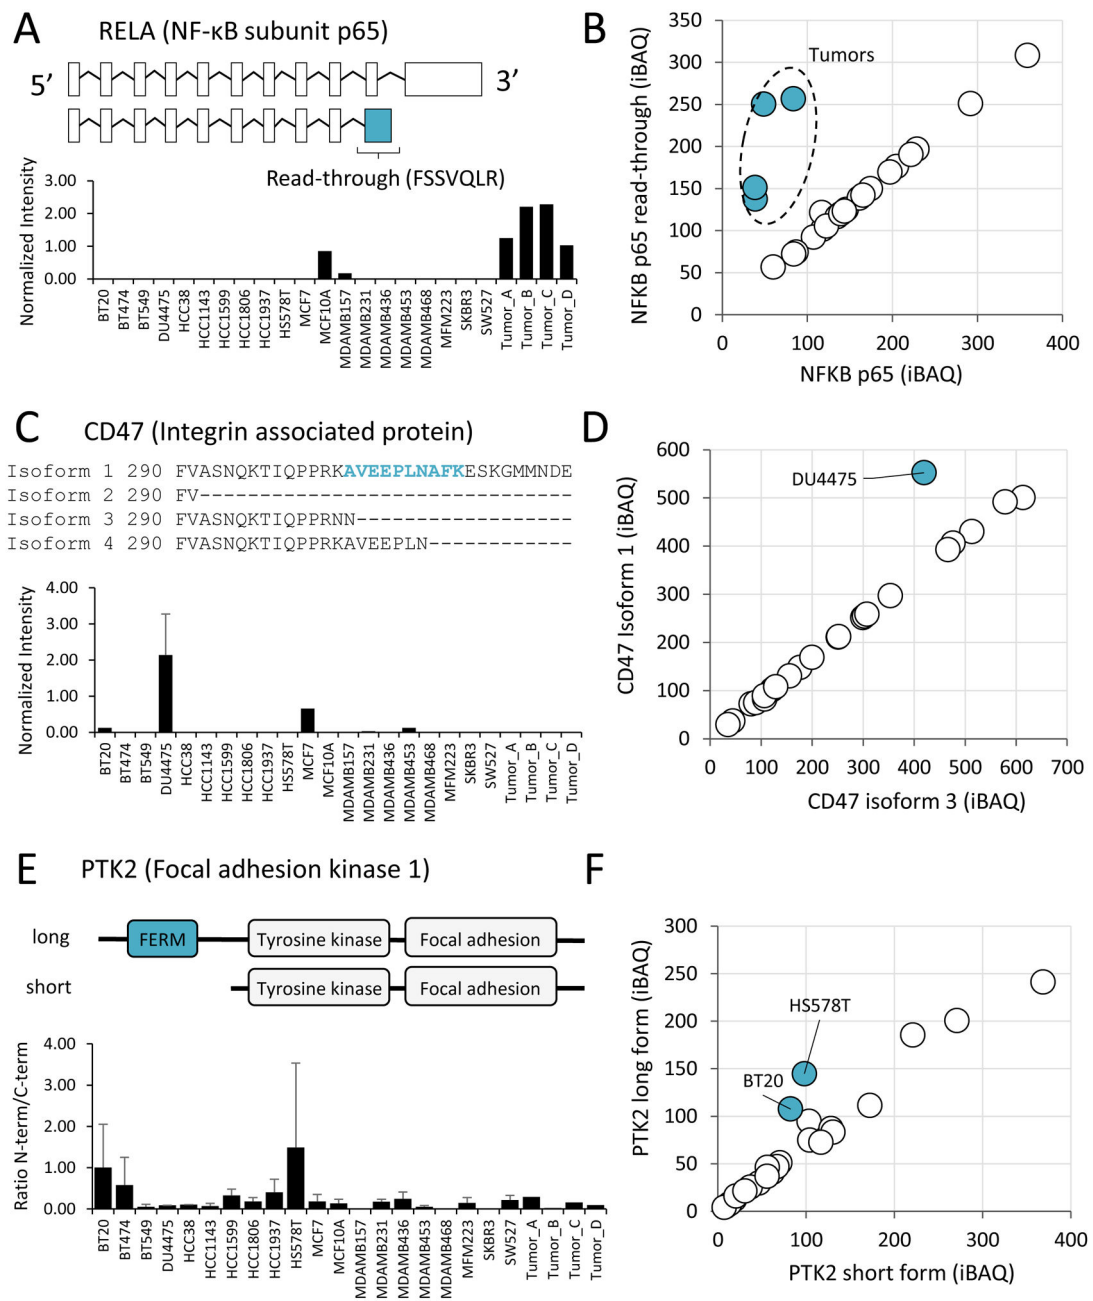 A
RELA (NF-κB subunit p65)
5′
3′
Read-through (FSSVQLR)
Normalized Intensity
3.00
2.00
1.00
0.00
BT20
BT474
BT549
DU4475
HCC38
HCC1143
HCC1599
HCC1806
HCC1937
HS578T
MCF7
MCF10A
MDAMB157
MDAMB231
MDAMB436
MDAMB453
MDAMB468
MFM223
SKBR3
SW527
Tumor_A
Tumor_B
Tumor_C
Tumor_D
B
NFKB p65 read-through (iBAQ)
350
300
250
200
150
100
50
0
Tumors
0 100 200 300 400
NFKB p65 (iBAQ)
C
CD47 (Integrin associated protein)
Isoform 1 290 FVASNQKTIQPPRKAVEEPLNAFKESKGMMNDE
Isoform 2 290 FV-------------------------------
Isoform 3 290 FVASNQKTIQPPRNN------------------
Isoform 4 290 FVASNQKTIQPPRKAVEEPLN------------
Normalized Intensity
4.00
3.00
2.00
1.00
0.00
BT20
BT474
BT549
DU4475
HCC38
HCC1143
HCC1599
HCC1806
HCC1937
HS578T
MCF7
MCF10A
MDAMB157
MDAMB231
MDAMB436
MDAMB453
MDAMB468
MFM223
SKBR3
SW527
Tumor_A
Tumor_B
Tumor_C
Tumor_D
D
CD47 Isoform 1 (iBAQ)
600
500
400
300
200
100
0
DU4475
0 100 200 300 400 500 600 700
CD47 isoform 3 (iBAQ)
E
PTK2 (Focal adhesion kinase 1)
long
FERM
Tyrosine kinase
Focal adhesion
short
Tyrosine kinase
Focal adhesion
Ratio N-term/C-term
4.00
3.00
2.00
1.00
0.00
BT20
BT474
BT549
DU4475
HCC38
HCC1143
HCC1599
HCC1806
HCC1937
HS578T
MCF7
MCF10A
MDAMB157
MDAMB231
MDAMB436
MDAMB453
MDAMB468
MFM223
SKBR3
SW527
Tumor_A
Tumor_B
Tumor_C
Tumor_D
F
PTK2 long form (iBAQ)
300
250
200
150
100
50
0
HS578T
BT20
0 100 200 300 400
PTK2 short form (iBAQ)